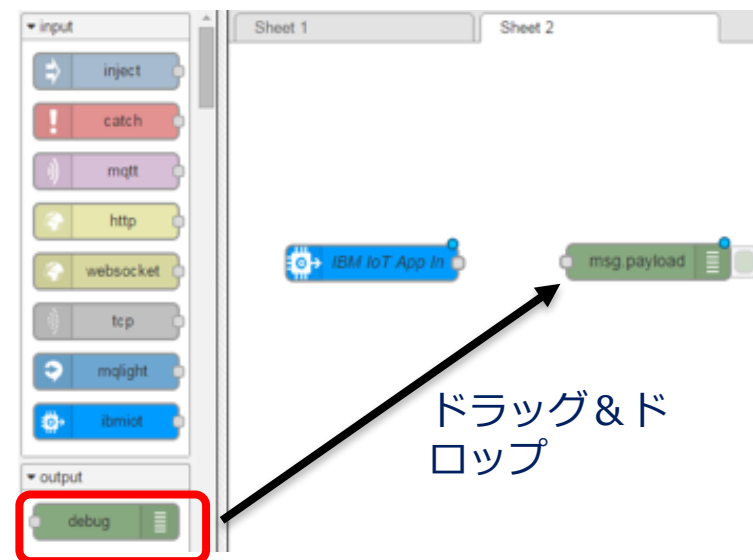 input
inject
catch
mqtt
http
websocket
tcp
mqlight
ibmiot
output
debug
Sheet 1
Sheet 2
IBM IoT App In
msg.payload
ドラッグ＆ド
ロップ